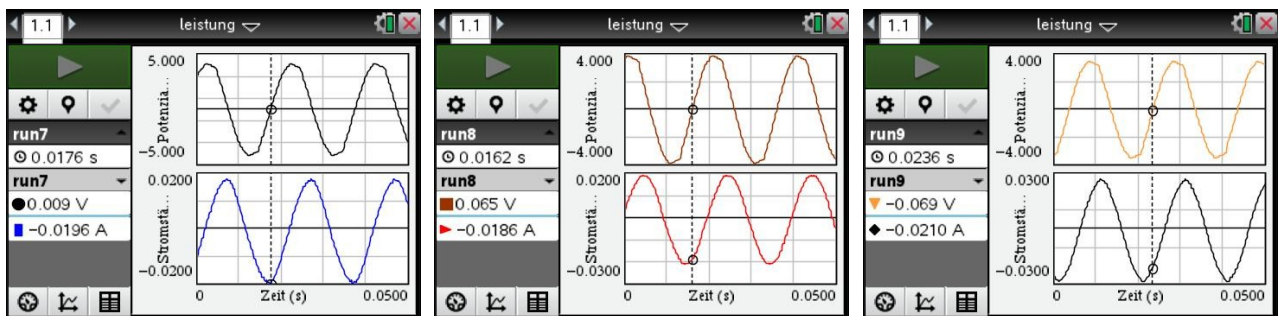 1.1
leistung
run7
0.0176 s
run7
0.009 V
-0.0196 A
5.000
Potenzia...
-5.000
0.0200
Stromstä...
-0.0200
0
Zeit (s)
0.0500
1.1
leistung
run8
0.0162 s
run8
0.065 V
-0.0186 A
4.000
Potenzia...
-4.000
0.0200
Stromstä...
-0.0300
0
Zeit (s)
0.0500
1.1
leistung
run9
0.0236 s
run9
-0.069 V
-0.0210 A
4.000
Potenzia...
-4.000
0.0300
Stromstä...
-0.0300
0
Zeit (s)
0.0500